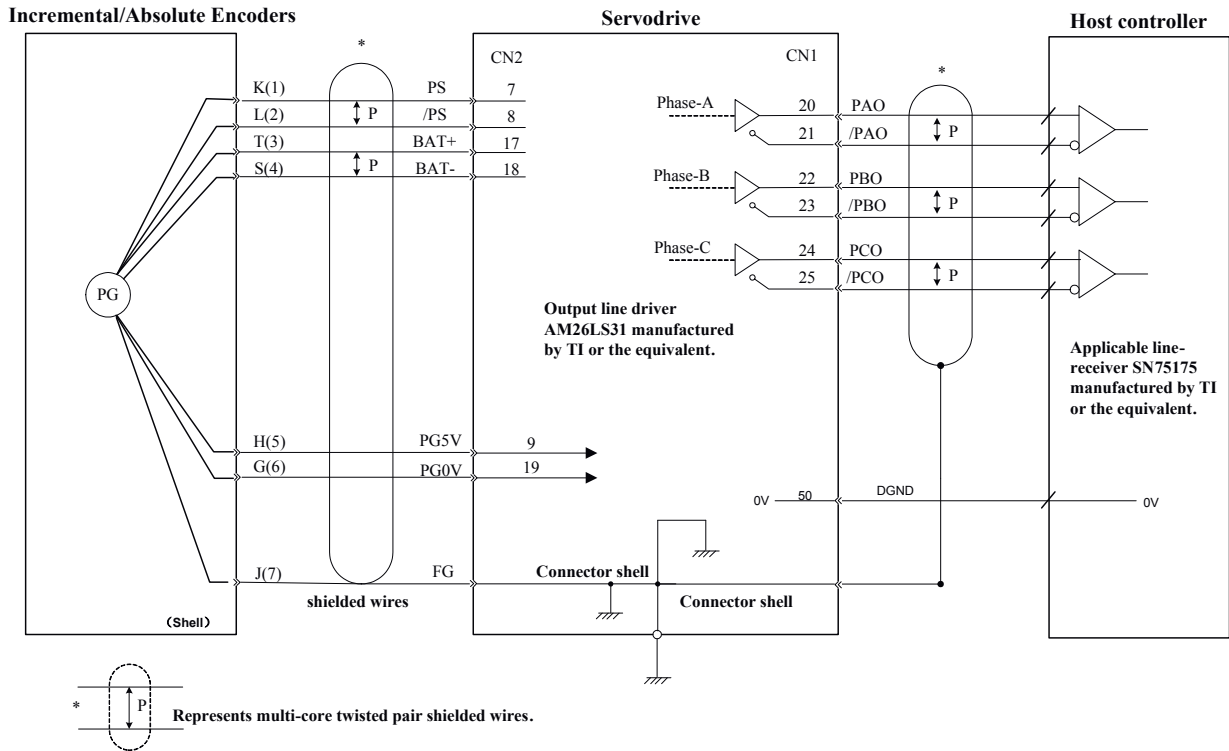 Incremental/Absolute Encoders
Servodrive
Host controller
*
CN2
CN1
*
K(1) PS 7
L(2) P /PS 8
T(3) BAT+ 17
S(4) P BAT- 18
Phase-A 20 PAO
21 /PAO P
Phase-B 22 PBO
23 /PBO P
Phase-C 24 PCO
25 /PCO P
PG
Output line driver
AM26LS31 manufactured
by TI or the equivalent.
Applicable line-
receiver SN75175
manufactured by TI
or the equivalent.
H(5) PG5V 9
G(6) PG0V 19
0V 50 DGND 0V
J(7) FG
Connector shell
Connector shell
shielded wires
(Shell)
* P
Represents multi-core twisted pair shielded wires.